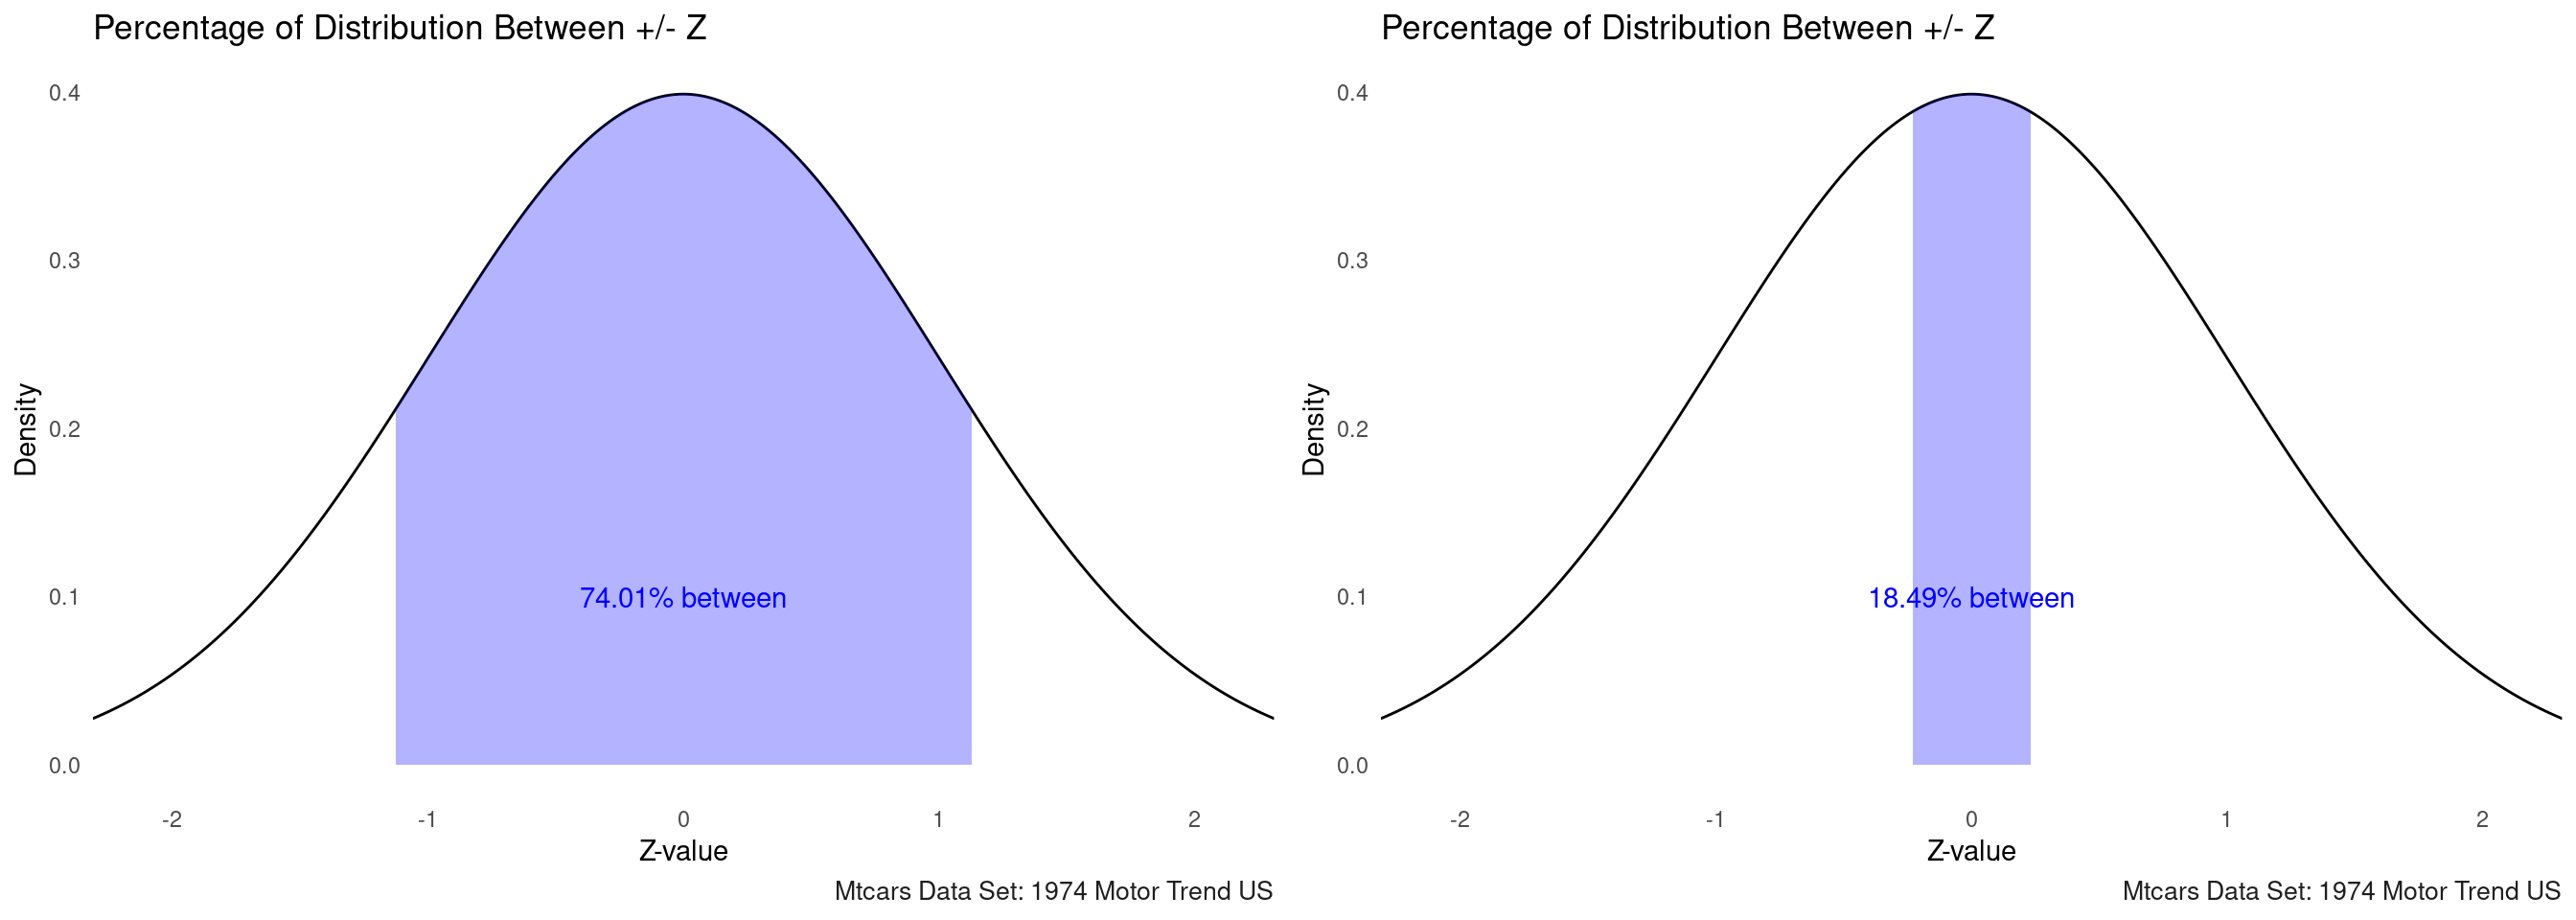 Percentage of Distribution Between +/- Z
0.4
0.3
0.2
0.1
0.0
Density
74.01% between
-2 -1 0 1 2
Z-value
Mtcars Data Set: 1974 Motor Trend US
Percentage of Distribution Between +/- Z
0.4
0.3
0.2
0.1
0.0
Density
18.49% between
-2 -1 0 1 2
Z-value
Mtcars Data Set: 1974 Motor Trend US